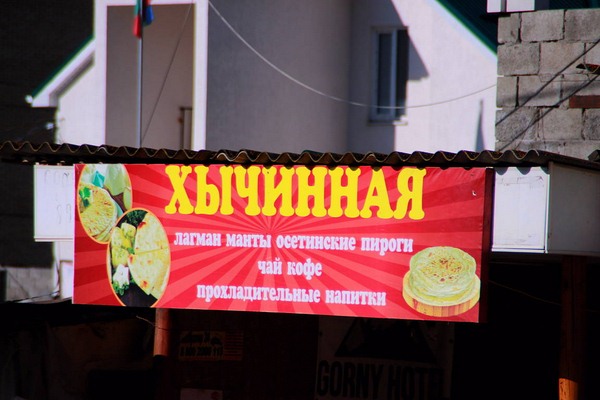 ХЫЧИННАЯ
лагман манты осетинские пироги
чай кофе
прохладительные напитки
GORNY